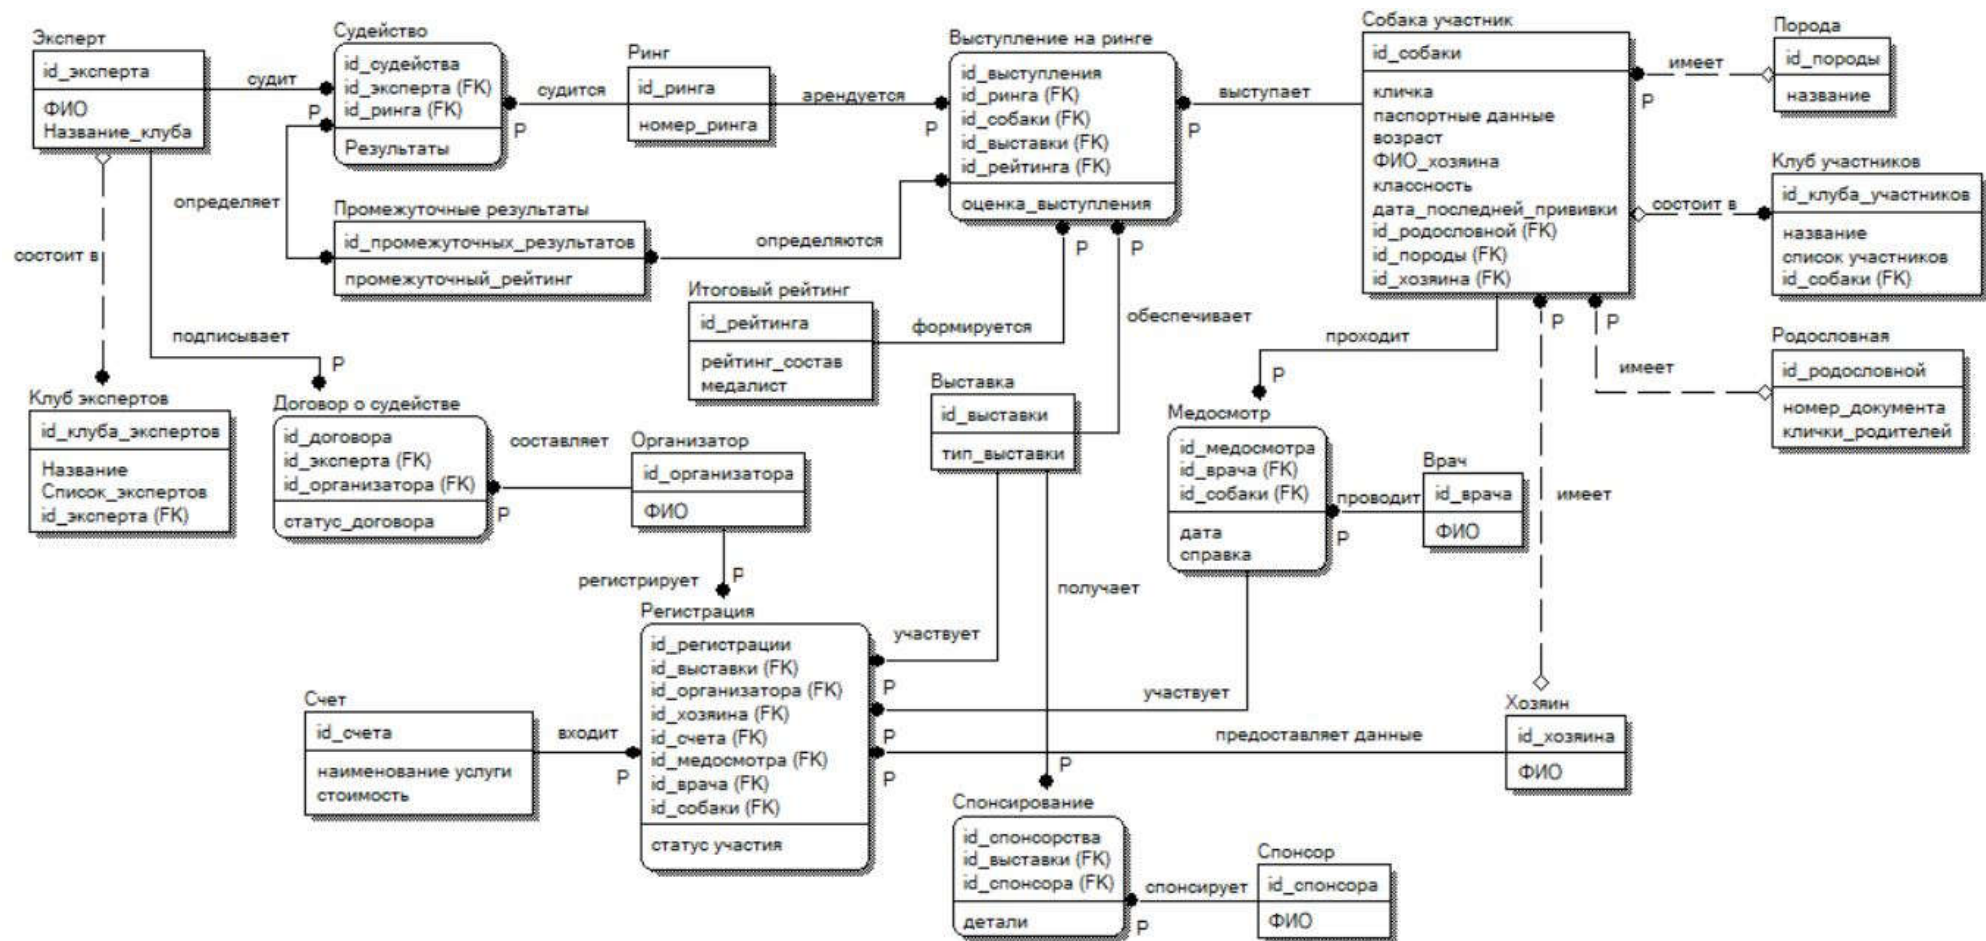 Эксперт
id_эксперта
ФИО
Название_клуба
судит
P
Судейство
id_судейства
id_эксперта (FK)
id_ринга (FK)
Результаты
судится
P
Ринг
id_ринга
номер_ринга
арендуется
P
Выступление на ринге
id_выступления
id_ринга (FK)
id_собаки (FK)
id_выставки (FK)
id_рейтинга (FK)
оценка_выступления
выступает
P
Собака участник
id_собаки
кличка
паспортные данные
возраст
ФИО_хозяина
классность
дата_последней_прививки
id_родословной (FK)
id_породы (FK)
id_хозяина (FK)
имеет
P
Порода
id_породы
название
состоит в
Клуб участников
id_клуба_участников
название
список участников
id_собаки (FK)
определяет
Промежуточные результаты
id_промежуточных_результатов
промежуточный_рейтинг
определяются
P
P
состоит в
подписывает
P
Итоговый рейтинг
id_рейтинга
рейтинг_состав
медалист
формируется
обеспечивает
проходит
P
P
P
имеет
Родословная
id_родословной
номер_документа
клички_родителей
Клуб экспертов
id_клуба_экспертов
Название
Список_экспертов
id_эксперта (FK)
Договор о судействе
id_договора
id_эксперта (FK)
id_организатора (FK)
статус_договора
составляет
P
Организатор
id_организатора
ФИО
Выставка
id_выставки
тип_выставки
Медосмотр
id_медосмотра
id_врача (FK)
id_собаки (FK)
дата
справка
проводит
P
Врач
id_врача
ФИО
имеет
регистрирует
P
получает
Регистрация
id_регистрации
id_выставки (FK)
id_организатора (FK)
id_хозяина (FK)
id_счета (FK)
id_медосмотра (FK)
id_врача (FK)
id_собаки (FK)
статус участия
участвует
P
участвует
P
предоставляет данные
P
Хозяин
id_хозяина
ФИО
Счет
id_счета
наименование услуги
стоимость
входит
P
P
Спонсирование
id_спонсорства
id_выставки (FK)
id_спонсора (FK)
детали
спонсирует
P
Спонсор
id_спонсора
ФИО